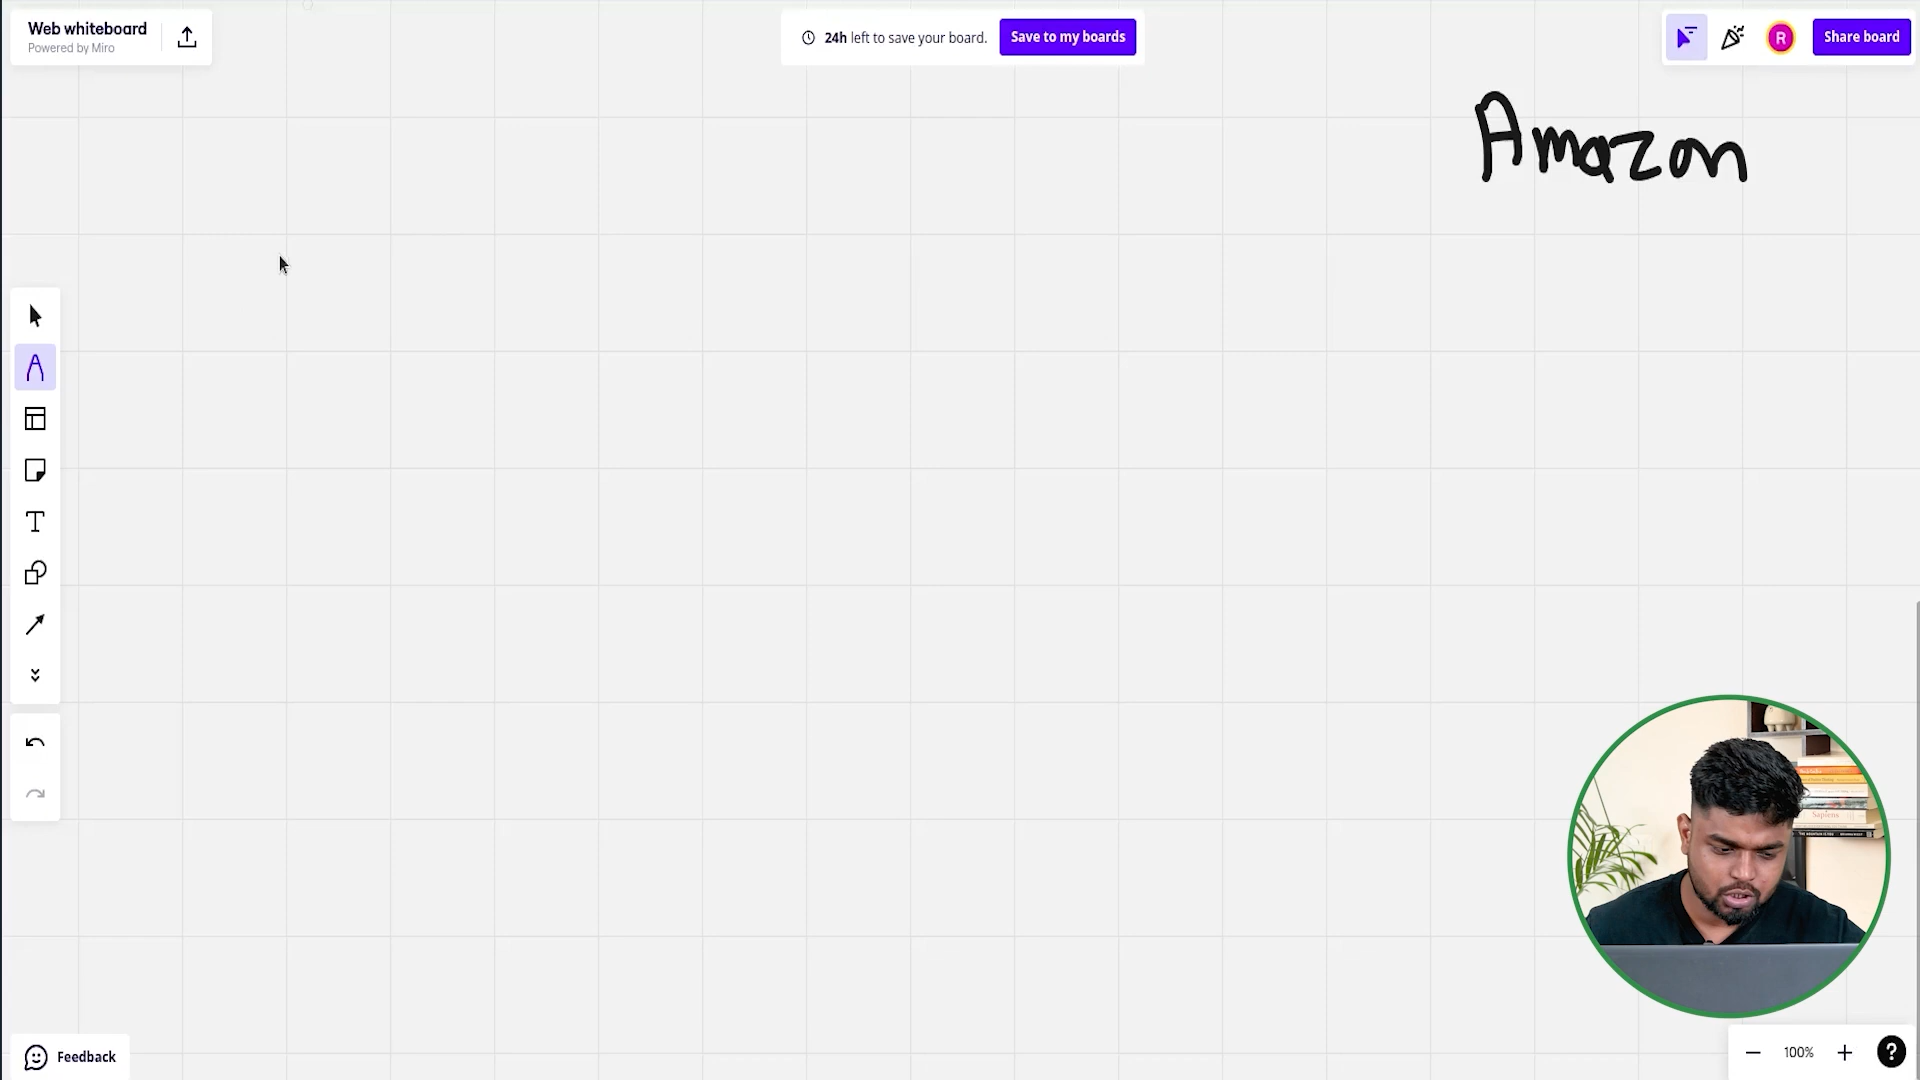 Web whiteboard
Powered by Miro
24h left to save your board.
Save to my boards
R
Share board
Amazon
T
Sapiens
Feedback
100%
?